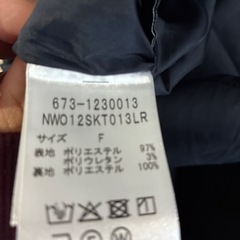 673-1230013
NWO12SKT013LR
サイズ F
表地 ポリエステル 97%
ポリウレタン 3%
裏地 ポリエステル 100%